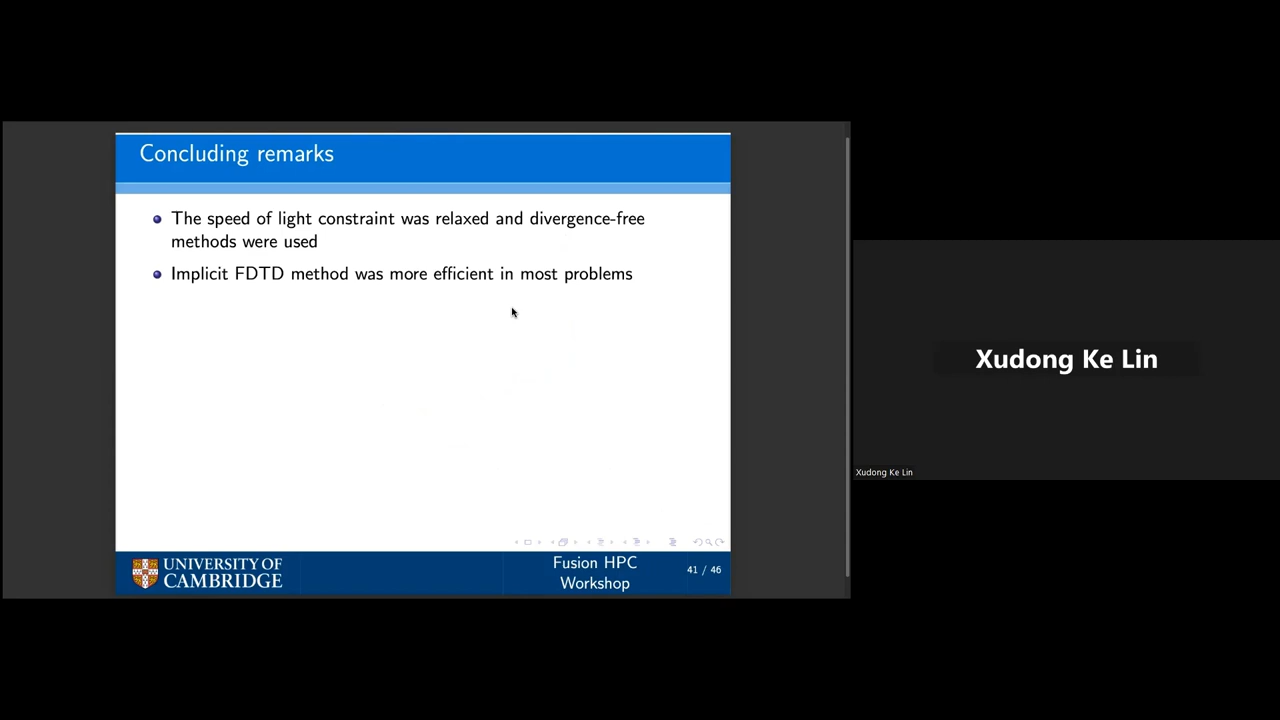 Concluding remarks
The speed of light constraint was relaxed and divergence-free
methods were used
Implicit FDTD method was more efficient in most problems
UNIVERSITY OF
CAMBRIDGE
Fusion HPC
Workshop
41 / 46
Xudong Ke Lin
Xudong Ke Lin